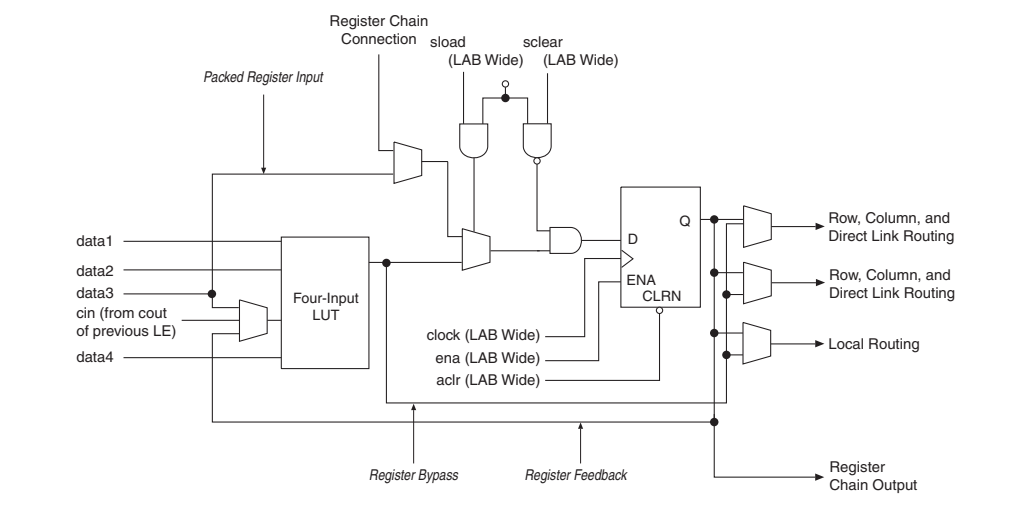 Register Chain
Connection
sload
(LAB Wide)
sclear
(LAB Wide)
Packed Register Input
data1
data2
data3
cin (from cout
of previous LE)
data4
Four-Input
LUT
D
Q
ENA
CLRN
clock (LAB Wide)
ena (LAB Wide)
aclr (LAB Wide)
Row, Column, and
Direct Link Routing
Row, Column, and
Direct Link Routing
Local Routing
Register Bypass
Register Feedback
Register
Chain Output